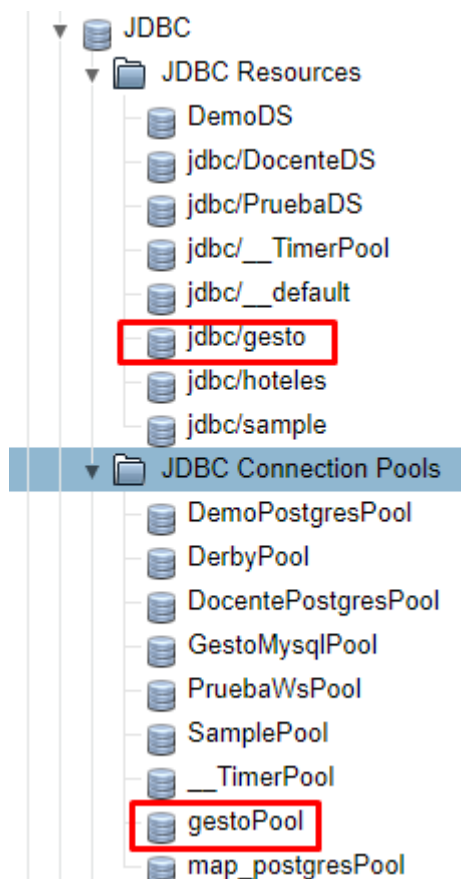 JDBC
JDBC Resources
DemoDS
jdbc/DocenteDS
jdbc/PruebaDS
jdbc/__TimerPool
jdbc/__default
jdbc/gesto
jdbc/hoteles
jdbc/sample
JDBC Connection Pools
DemoPostgresPool
DerbyPool
DocentePostgresPool
GestoMysqlPool
PruebaWsPool
SamplePool
__TimerPool
gestoPool
map_postgresPool